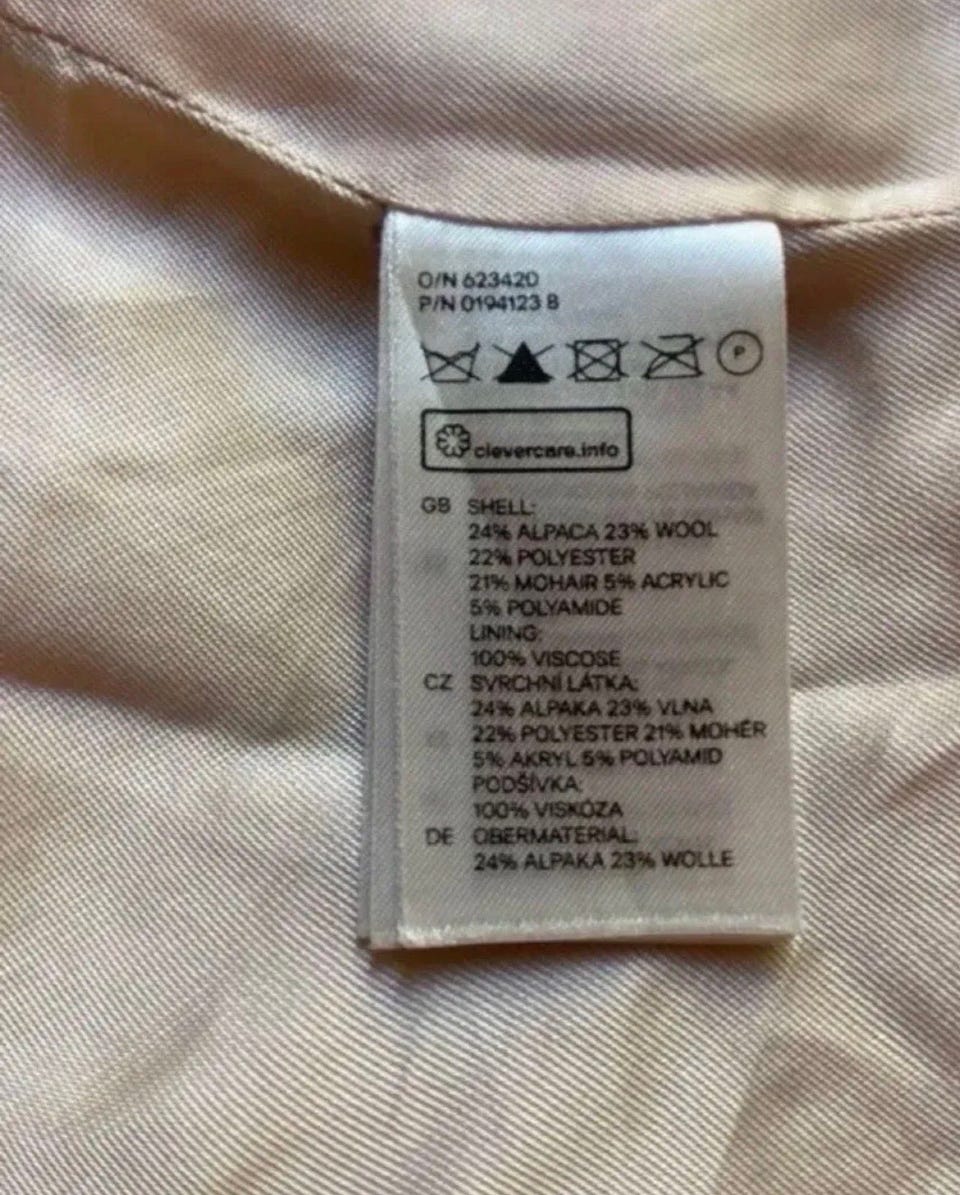 O/N 623420
P/N 0194123 8
P
clevercare.info
GB SHELL:
24% ALPACA 23% WOOL
22% POLYESTER
21% MOHAIR 5% ACRYLIC
5% POLYAMIDE
LINING:
100% VISCOSE
CZ SVRCHNÍ LÁTKA:
24% ALPAKA 23% VLNA
22% POLYESTER 21% MOHÉR
5% AKRYL 5% POLYAMID
PODŠÍVKA:
100% VISKÓZA
DE OBERMATERIAL:
24% ALPAKA 23% WOLLE